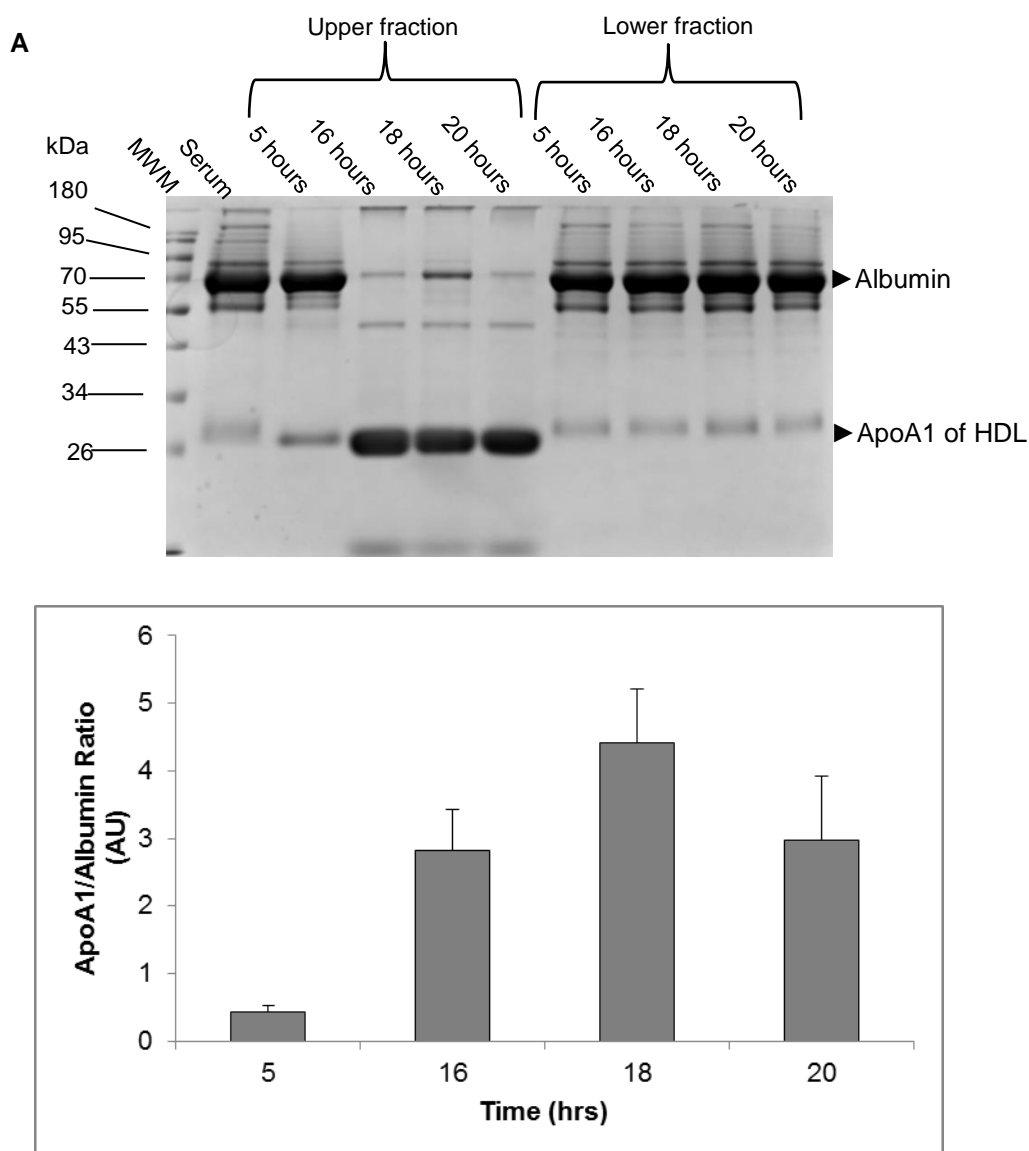 A
Upper fraction
Lower fraction
kDa
MWM
Serum
5 hours
16 hours
18 hours
20 hours
5 hours
16 hours
18 hours
20 hours
180
95
70
55
43
34
26
Albumin
ApoA1 of HDL
ApoA1/Albumin Ratio
(AU)
6
5
4
3
2
1
0
5
16
18
20
Time (hrs)